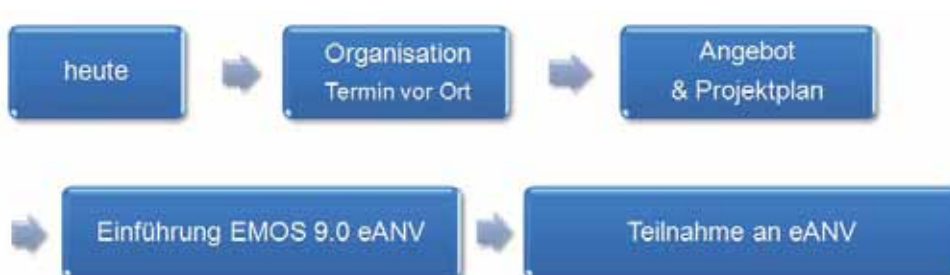 heute
Organisation
Termin vor Ort
Angebot
& Projektplan
Einführung EMOS 9.0 eANV
Teilnahme an eANV